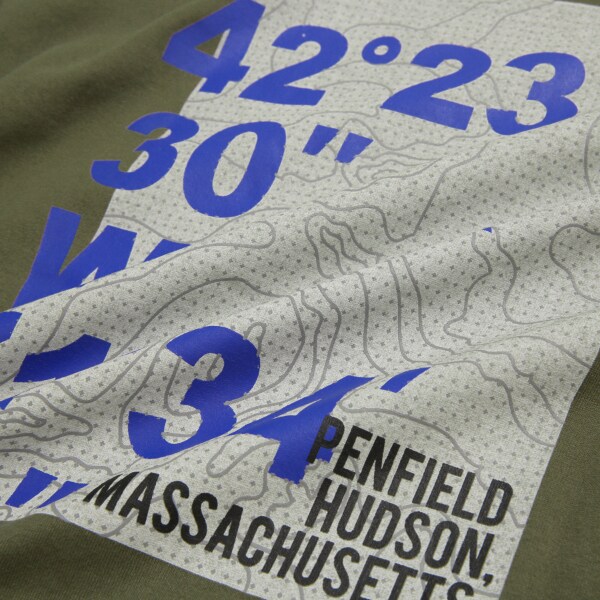 42°23
30"
W
34'
"
PENFIELD
HUDSON,
MASSACHUSETTS